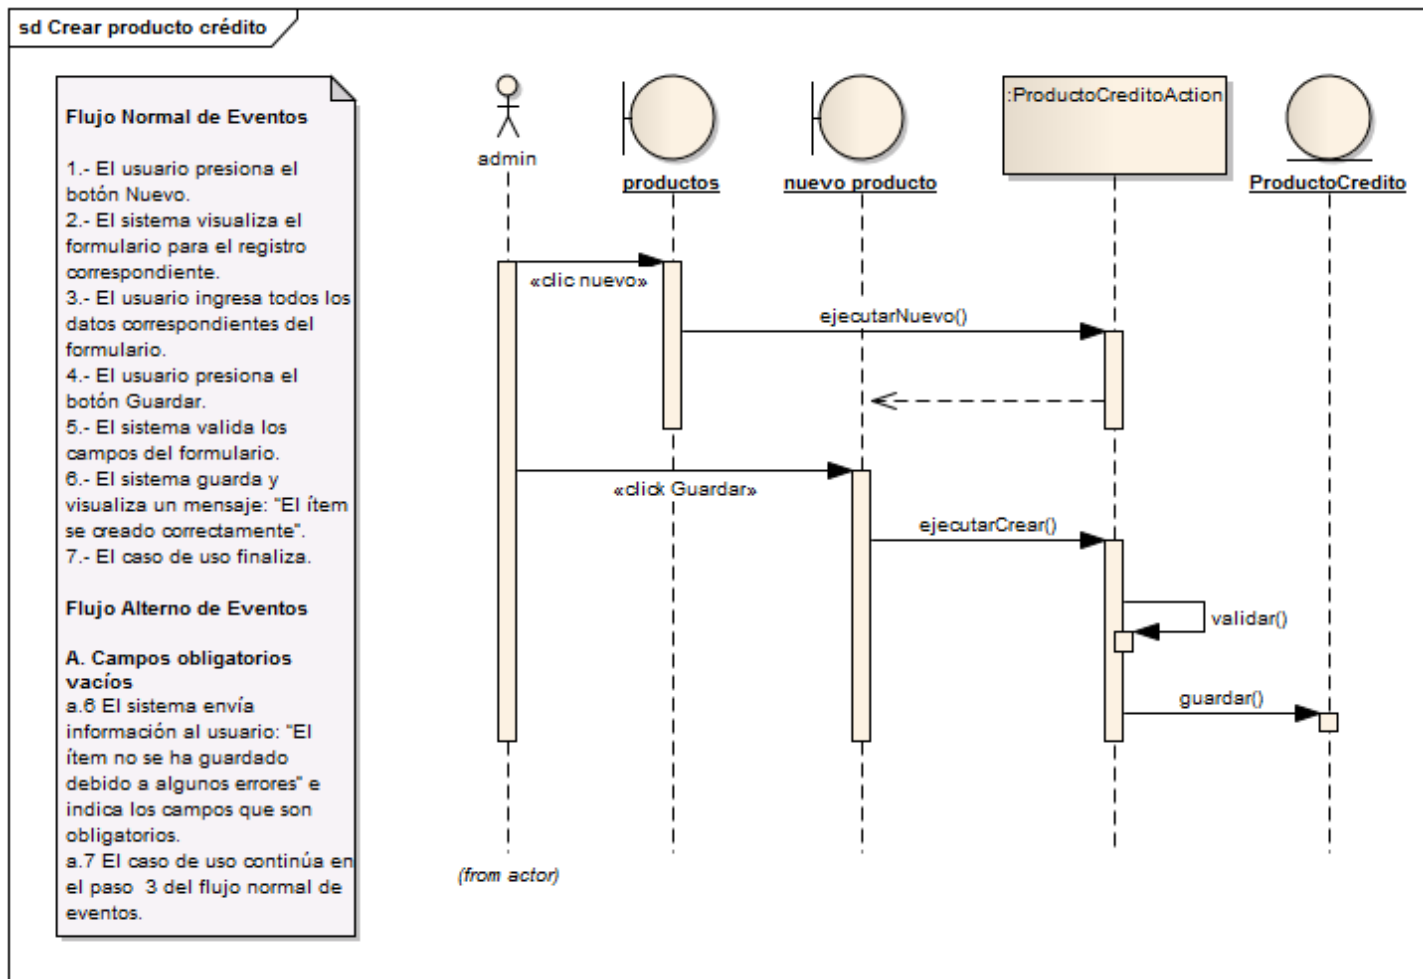 sd Crear producto crédito
Flujo Normal de Eventos
1.- El usuario presiona el
botón Nuevo.
2.- El sistema visualiza el
formulario para el registro
correspondiente.
3.- El usuario ingresa todos los
datos correspondientes del
formulario.
4.- El usuario presiona el
botón Guardar.
5.- El sistema valida los
campos del formulario.
6.- El sistema guarda y
visualiza un mensaje: "El ítem
se creado correctamente".
7.- El caso de uso finaliza.
Flujo Alterno de Eventos
A. Campos obligatorios
vacíos
a.6 El sistema envía
información al usuario: "El
ítem no se ha guardado
debido a algunos errores" e
indica los campos que son
obligatorios.
a.7 El caso de uso continúa en
el paso 3 del flujo normal de
eventos.
admin
productos
nuevo producto
:ProductoCreditoAction
ProductoCredito
«clic nuevo»
ejecutarNuevo()
«click Guardar»
ejecutarCrear()
validar()
guardar()
(from actor)